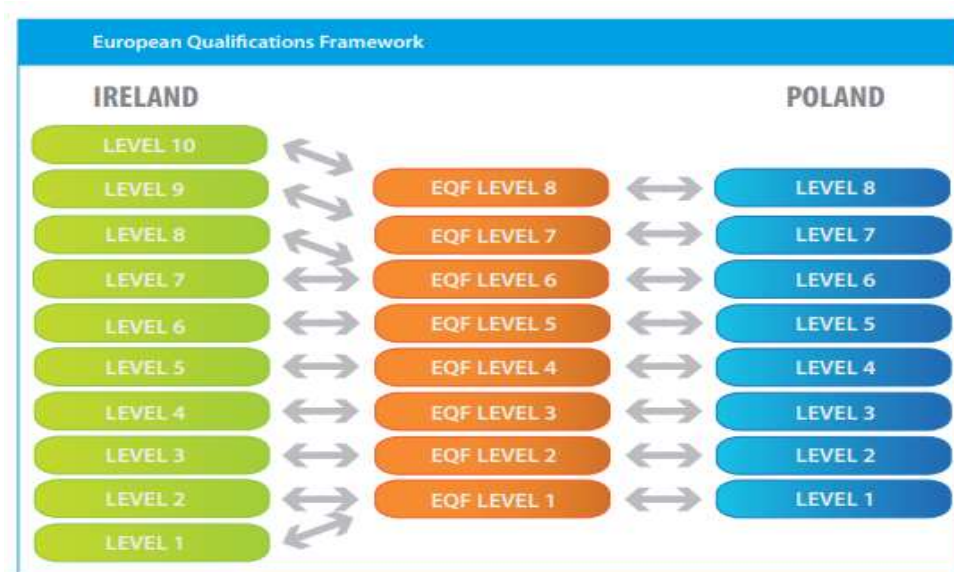 European Qualifications Framework
IRELAND POLAND
LEVEL 10
LEVEL 9 EQF LEVEL 8 LEVEL 8
LEVEL 8 EQF LEVEL 7 LEVEL 7
LEVEL 7 EQF LEVEL 6 LEVEL 6
LEVEL 6 EQF LEVEL 5 LEVEL 5
LEVEL 5 EQF LEVEL 4 LEVEL 4
LEVEL 4 EQF LEVEL 3 LEVEL 3
LEVEL 3 EQF LEVEL 2 LEVEL 2
LEVEL 2 EQF LEVEL 1 LEVEL 1
LEVEL 1